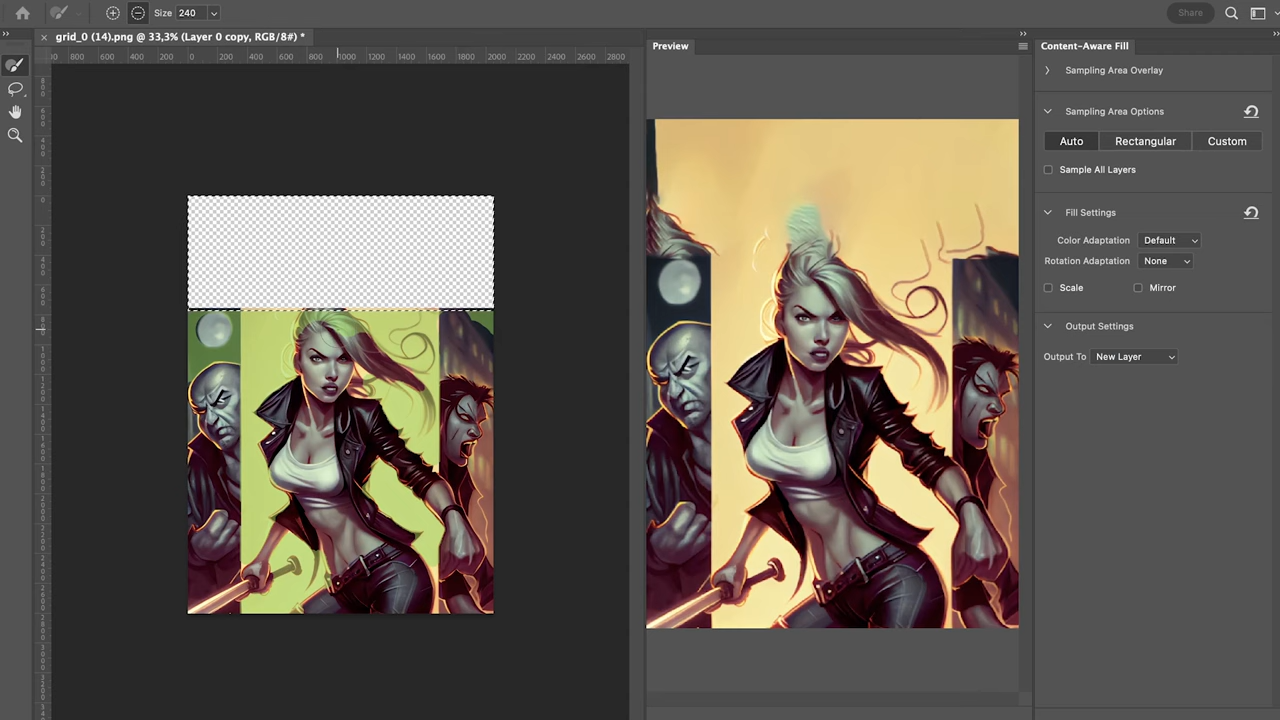 Size 240
Share
grid_0 (14).png @ 33,3% (Layer 0 copy, RGB/8#) *
Preview
Content-Aware Fill
800 600 400 200 0 200 400 600 800 1000 1200 1400 1600 1800 2000 2200 2400 2600 2800
Sampling Area Overlay
Sampling Area Options
Auto Rectangular Custom
Sample All Layers
Fill Settings
Color Adaptation Default
Rotation Adaptation None
Scale Mirror
Output Settings
Output To New Layer